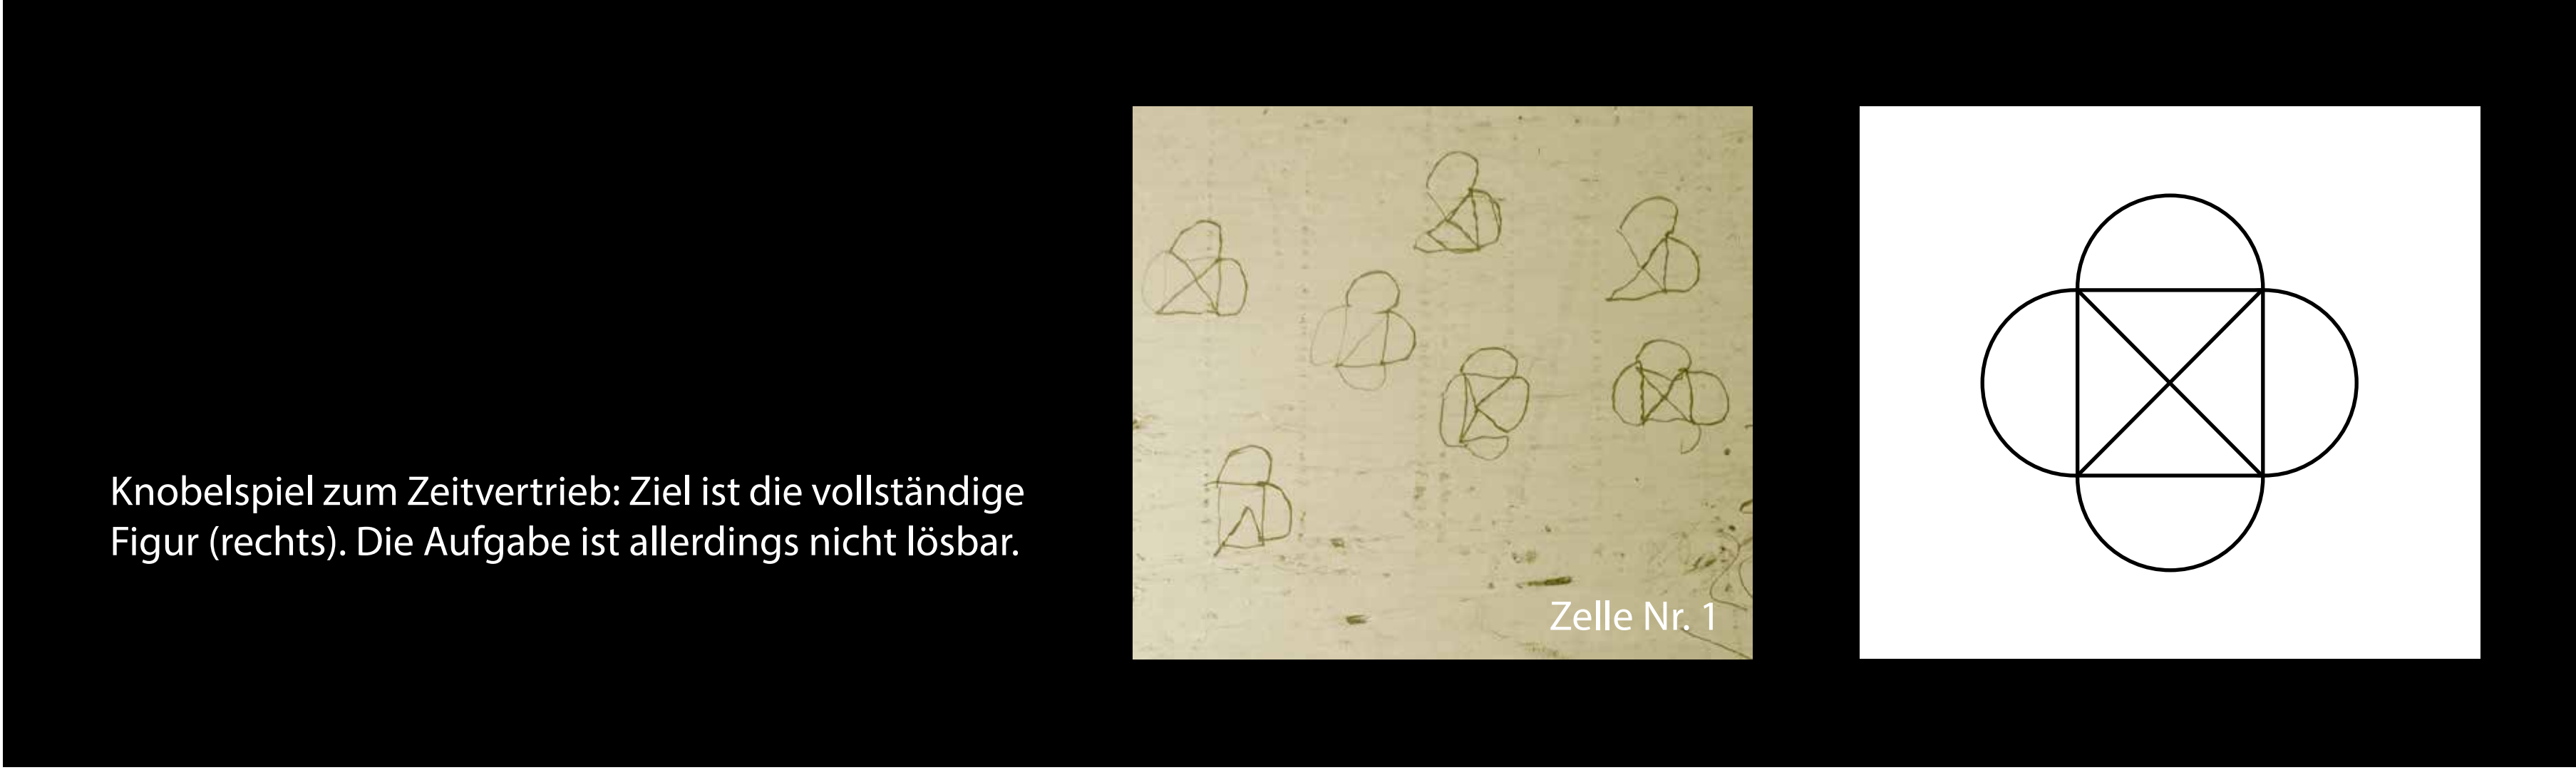 Knobelspiel zum Zeitvertrieb: Ziel ist die vollständige
Figur (rechts). Die Aufgabe ist allerdings nicht lösbar.
Zelle Nr. 1